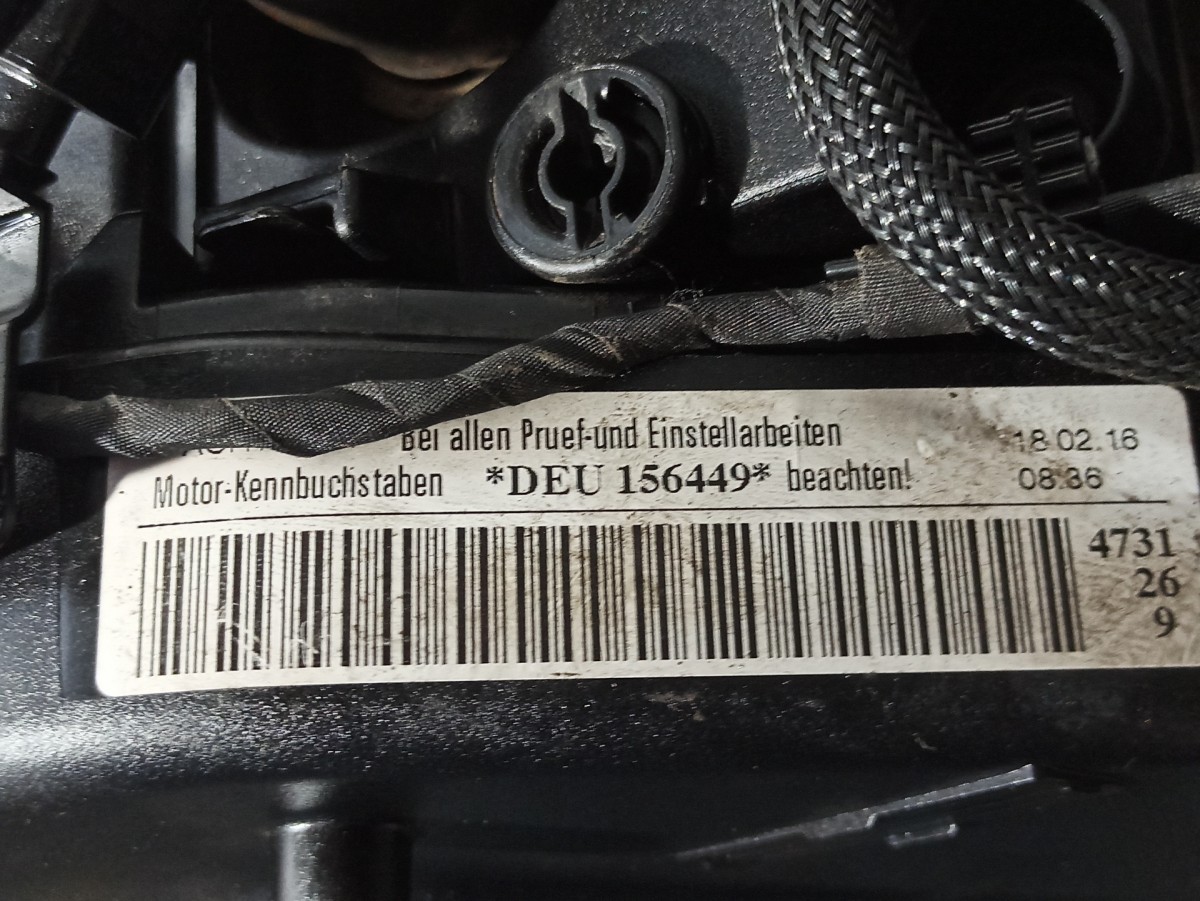 Bei allen Pruef-und Einstellarbeiten 18.02.16
Motor-Kennbuchstaben *DEU 156449* beachten! 08:36
4731
26
9